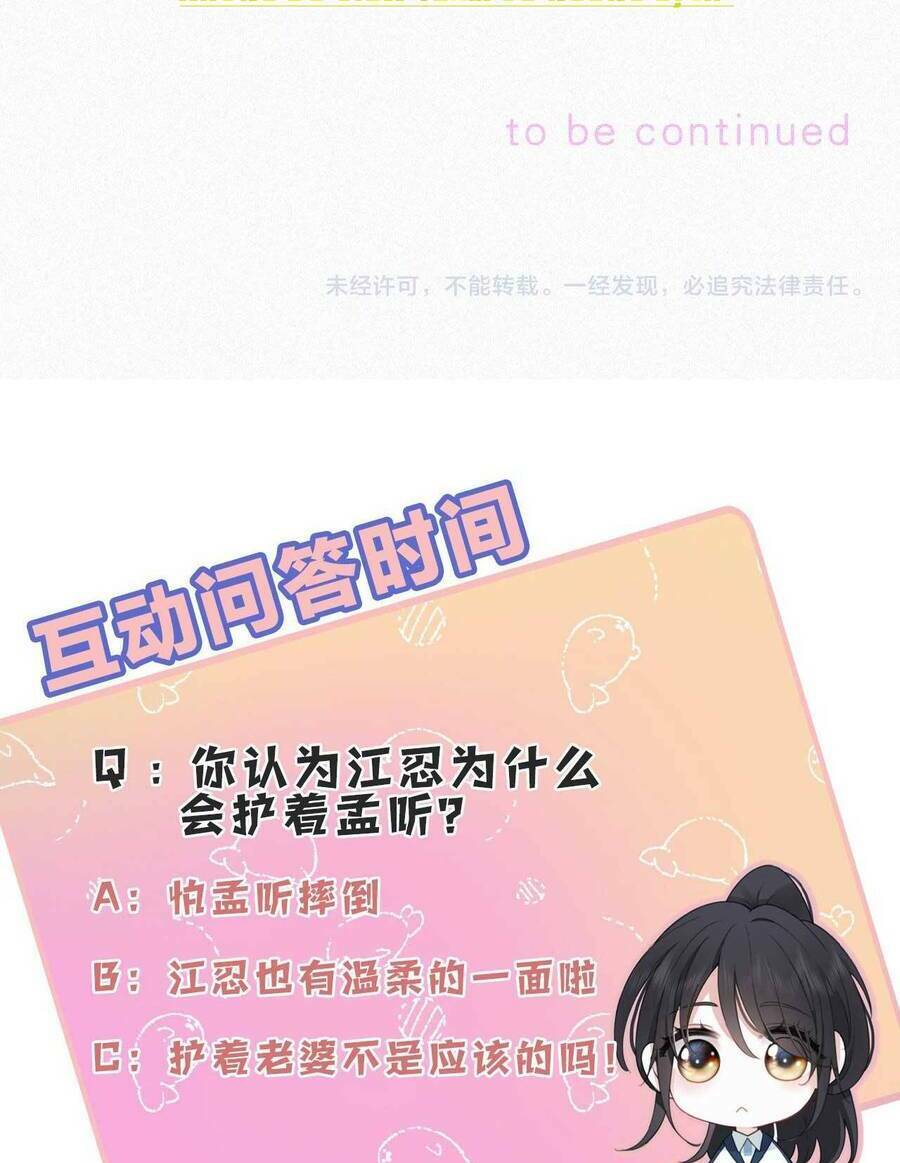 to be continued
未经许可，不能转载。一经发现，必追究法律责任。
互动问答时间
Q：你认为江忍为什么
会护着孟听？
A：怕孟听摔倒
B：江忍也有温柔的一面啦
C：护着老婆不是应该的吗！